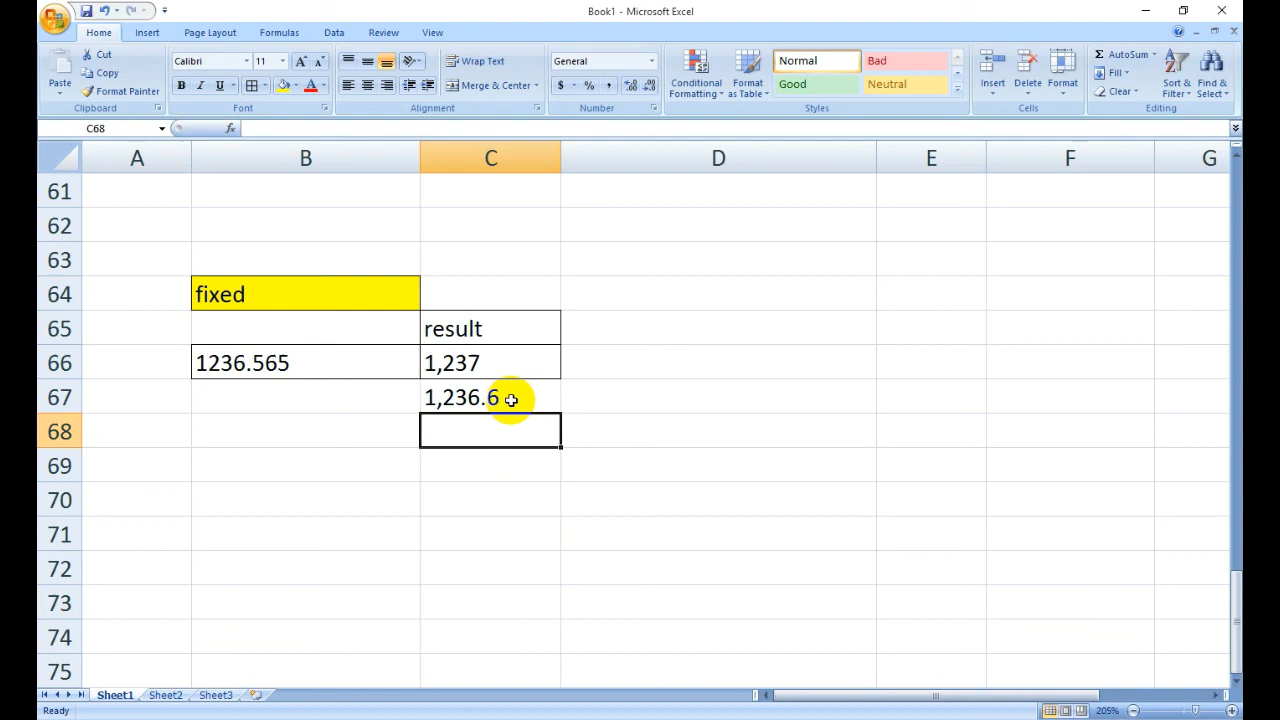 Book1 - Microsoft Excel
Home Insert Page Layout Formulas Data Review View
Paste
Cut
Copy
Format Painter
Clipboard
Calibri 11
B I U
Font
Wrap Text
Merge & Center
Alignment
General
$ % ,
Number
Conditional Formatting
Format as Table
Normal Bad
Good Neutral
Styles
Insert Delete Format
Cells
Σ AutoSum
Fill
Clear
Sort & Filter
Find & Select
Editing
C68 fx
A B C D E F G
61
62
63
64 fixed
65 result
66 1236.565 1,237
67 1,236.6
68
69
70
71
72
73
74
75
Sheet1 Sheet2 Sheet3
Ready 205%